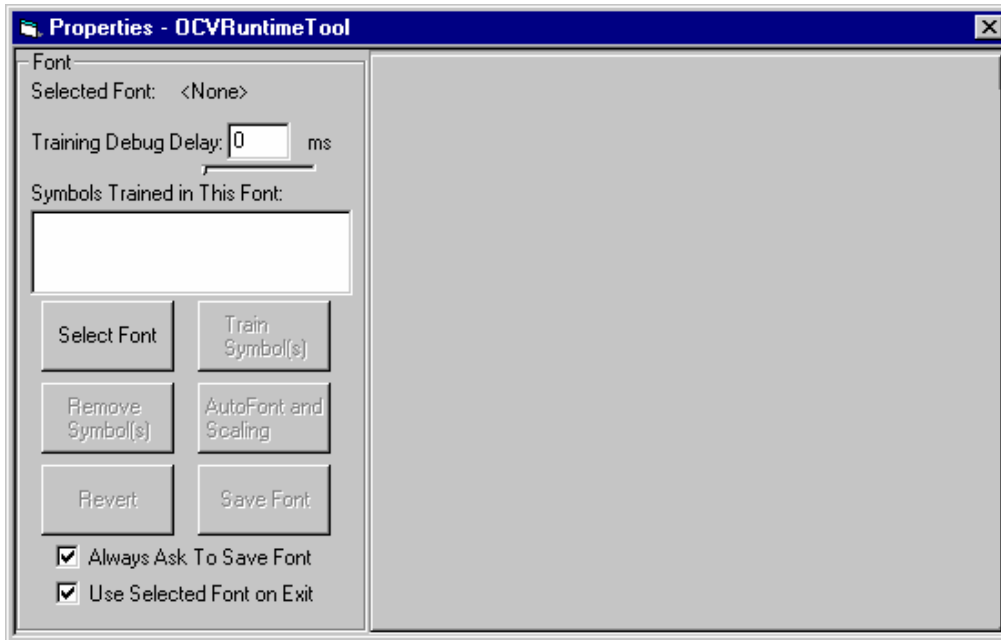 Properties - OCVRuntimeTool
Font
Selected Font: <None>
Training Debug Delay: 0 ms
Symbols Trained in This Font:
Select Font
Train
Symbol(s)
Remove
Symbol(s)
AutoFont and
Scaling
Revert
Save Font
Always Ask To Save Font
Use Selected Font on Exit